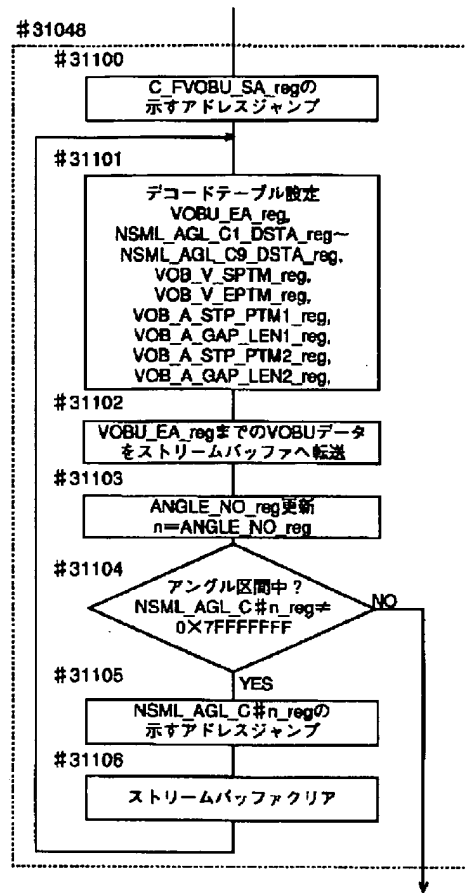 #31048
#31100
C_FVOBU_SA_regの
示すアドレスジャンプ
#31101
デコードテーブル設定
VOBU_EA_reg,
NSML_AGL_C1_DSTA_reg～
NSML_AGL_C9_DSTA_reg,
VOB_V_SPTM_reg,
VOB_V_EPTM_reg,
VOB_A_STP_PTM1_reg,
VOB_A_GAP_LEN1_reg,
VOB_A_STP_PTM2_reg,
VOB_A_GAP_LEN2_reg,
#31102
VOBU_EA_regまでのVOBUデータ
をストリームバッファへ転送
#31103
ANGLE_NO_reg更新
n=ANGLE_NO_reg
#31104
アングル区間中?
NSML_AGL_C#n_reg≠
0×7FFFFFFF
NO
YES
#31105
NSML_AGL_C#n_regの
示すアドレスジャンプ
#31106
ストリームバッファクリア